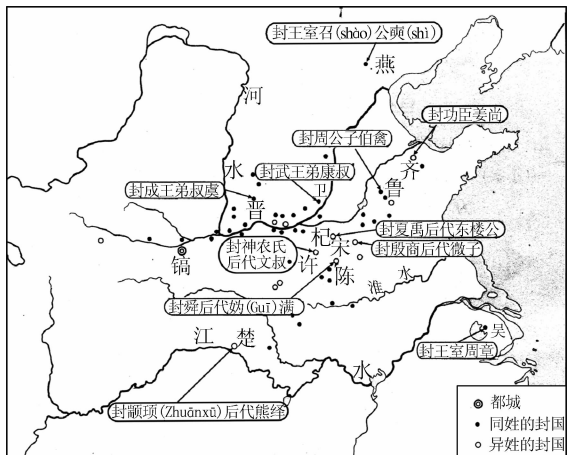 封王室召(shào)公奭(shì)
燕
河
封功臣姜尚
封周公子伯禽
齐
水
封武王弟康叔
鲁
封成王弟叔虞
卫
晋
封夏禹后代东楼公
杞
宋
封神农氏
后代文叔
封殷商后代微子
镐
许
陈
淮
水
封舜后代妫(Guī)满
江
楚
吴
封王室周章
水
封颛顼(Zhuānxū)后代熊绎
都城
同姓的封国
异姓的封国